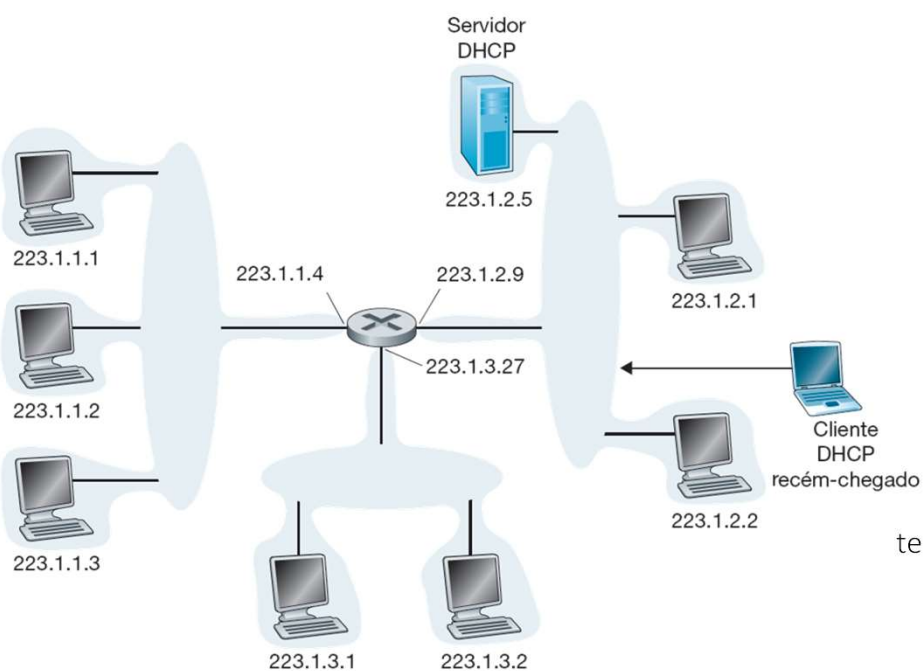 Servidor
DHCP
223.1.2.5
223.1.1.1
223.1.2.1
223.1.1.4
223.1.2.9
223.1.3.27
223.1.1.2
Cliente
DHCP
recém-chegado
223.1.2.2
te
223.1.1.3
223.1.3.1
223.1.3.2